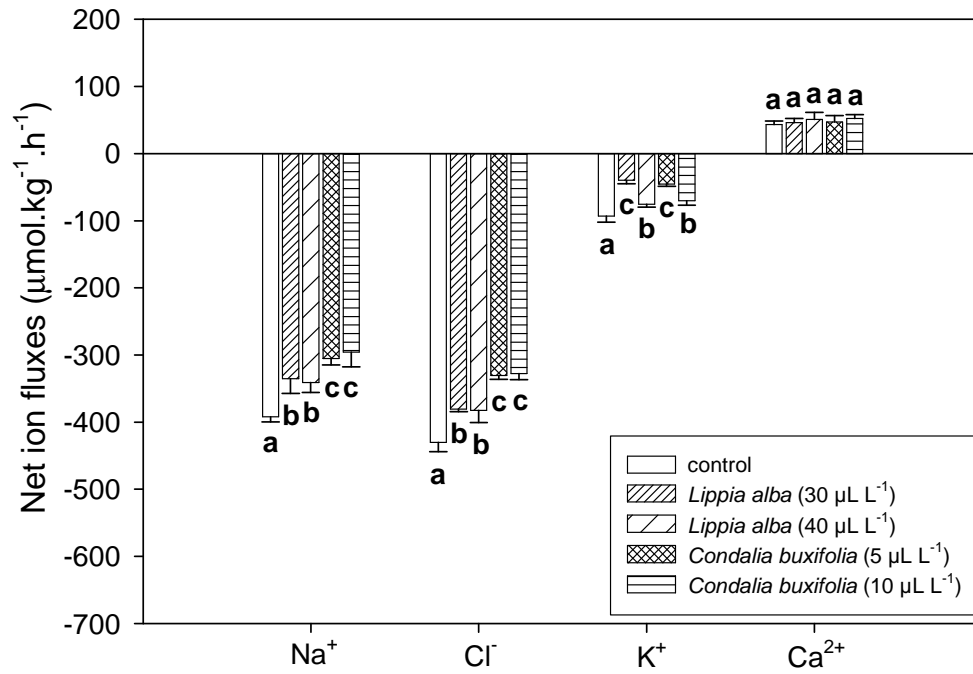 Net ion fluxes (µmol.kg⁻¹.h⁻¹)
200
100
0
-100
-200
-300
-400
-500
-600
-700
a a a a a
a c b c b
a b b c c
a b b c c
control
Lippia alba (30 µL L⁻¹)
Lippia alba (40 µL L⁻¹)
Condalia buxifolia (5 µL L⁻¹)
Condalia buxifolia (10 µL L⁻¹)
Na⁺ Cl⁻ K⁺ Ca²⁺